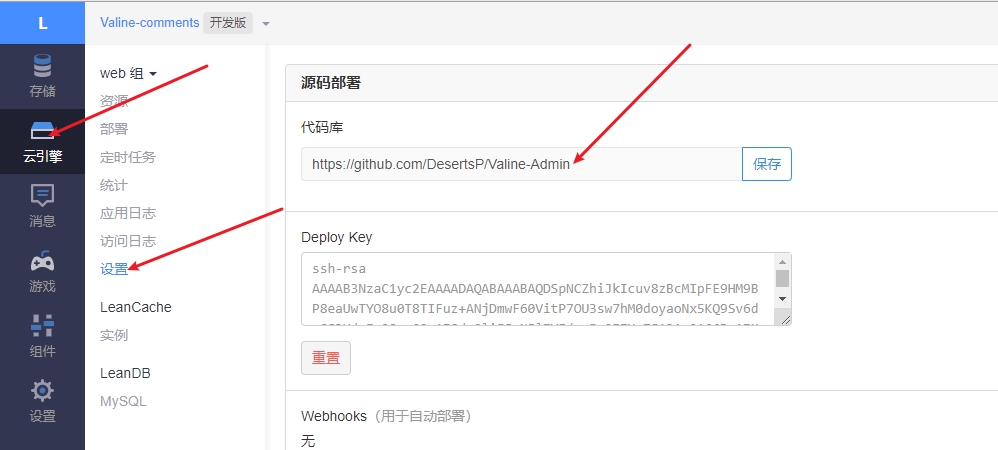 L
Valine-comments 开发版
存储
云引擎
消息
游戏
组件
设置
web 组
资源
部署
定时任务
统计
应用日志
访问日志
设置
LeanCache
实例
LeanDB
MySQL
源码部署
代码库
https://github.com/DesertsP/Valine-Admin
保存
Deploy Key
ssh-rsa
AAAAB3NzaC1yc2EAAAADAQABAAABAQDSpNCZhiJkIcuv8zBcMIpFE9HM9B
P8eaUwTYO8u0T8TIFuz+ANjDmwF60VitP7OU3sw7hM0doyaoNx5KQ9Sv6d
重置
Webhooks（用于自动部署）
无